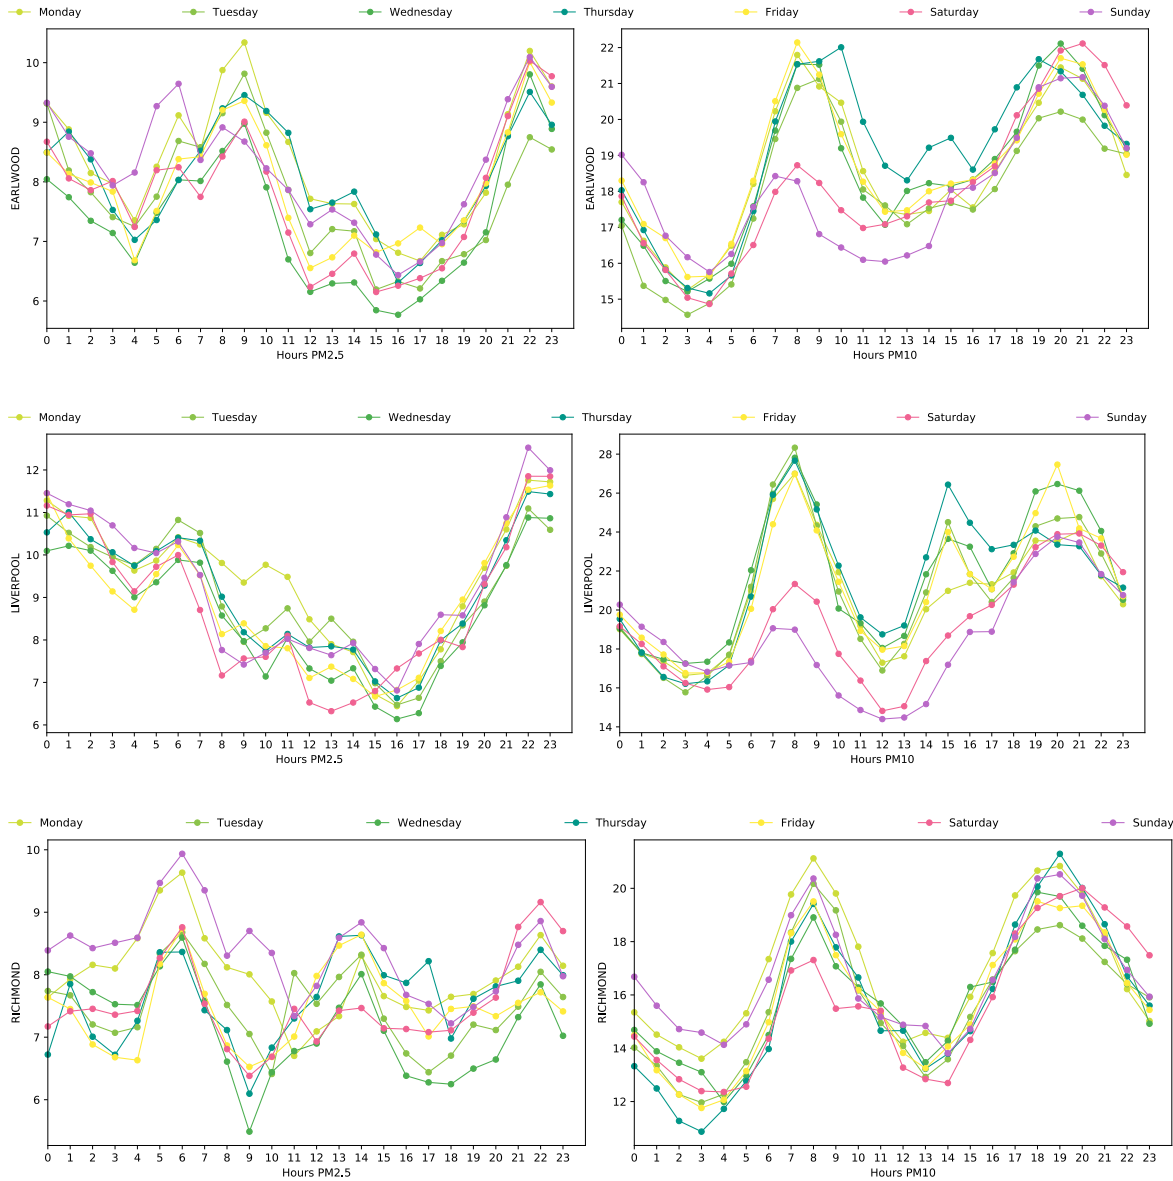 Monday Tuesday Wednesday Thursday Friday Saturday Sunday
10
9
8
7
6
EARLWOOD
0 1 2 3 4 5 6 7 8 9 10 11 12 13 14 15 16 17 18 19 20 21 22 23
Hours PM2.5
22
21
20
19
18
17
16
15
EARLWOOD
0 1 2 3 4 5 6 7 8 9 10 11 12 13 14 15 16 17 18 19 20 21 22 23
Hours PM10
Monday Tuesday Wednesday Thursday Friday Saturday Sunday
12
11
10
9
8
7
6
LIVERPOOL
0 1 2 3 4 5 6 7 8 9 10 11 12 13 14 15 16 17 18 19 20 21 22 23
Hours PM2.5
28
26
24
22
20
18
16
14
LIVERPOOL
0 1 2 3 4 5 6 7 8 9 10 11 12 13 14 15 16 17 18 19 20 21 22 23
Hours PM10
Monday Tuesday Wednesday Thursday Friday Saturday Sunday
10
9
8
7
6
RICHMOND
0 1 2 3 4 5 6 7 8 9 10 11 12 13 14 15 16 17 18 19 20 21 22 23
Hours PM2.5
20
18
16
14
12
RICHMOND
0 1 2 3 4 5 6 7 8 9 10 11 12 13 14 15 16 17 18 19 20 21 22 23
Hours PM10